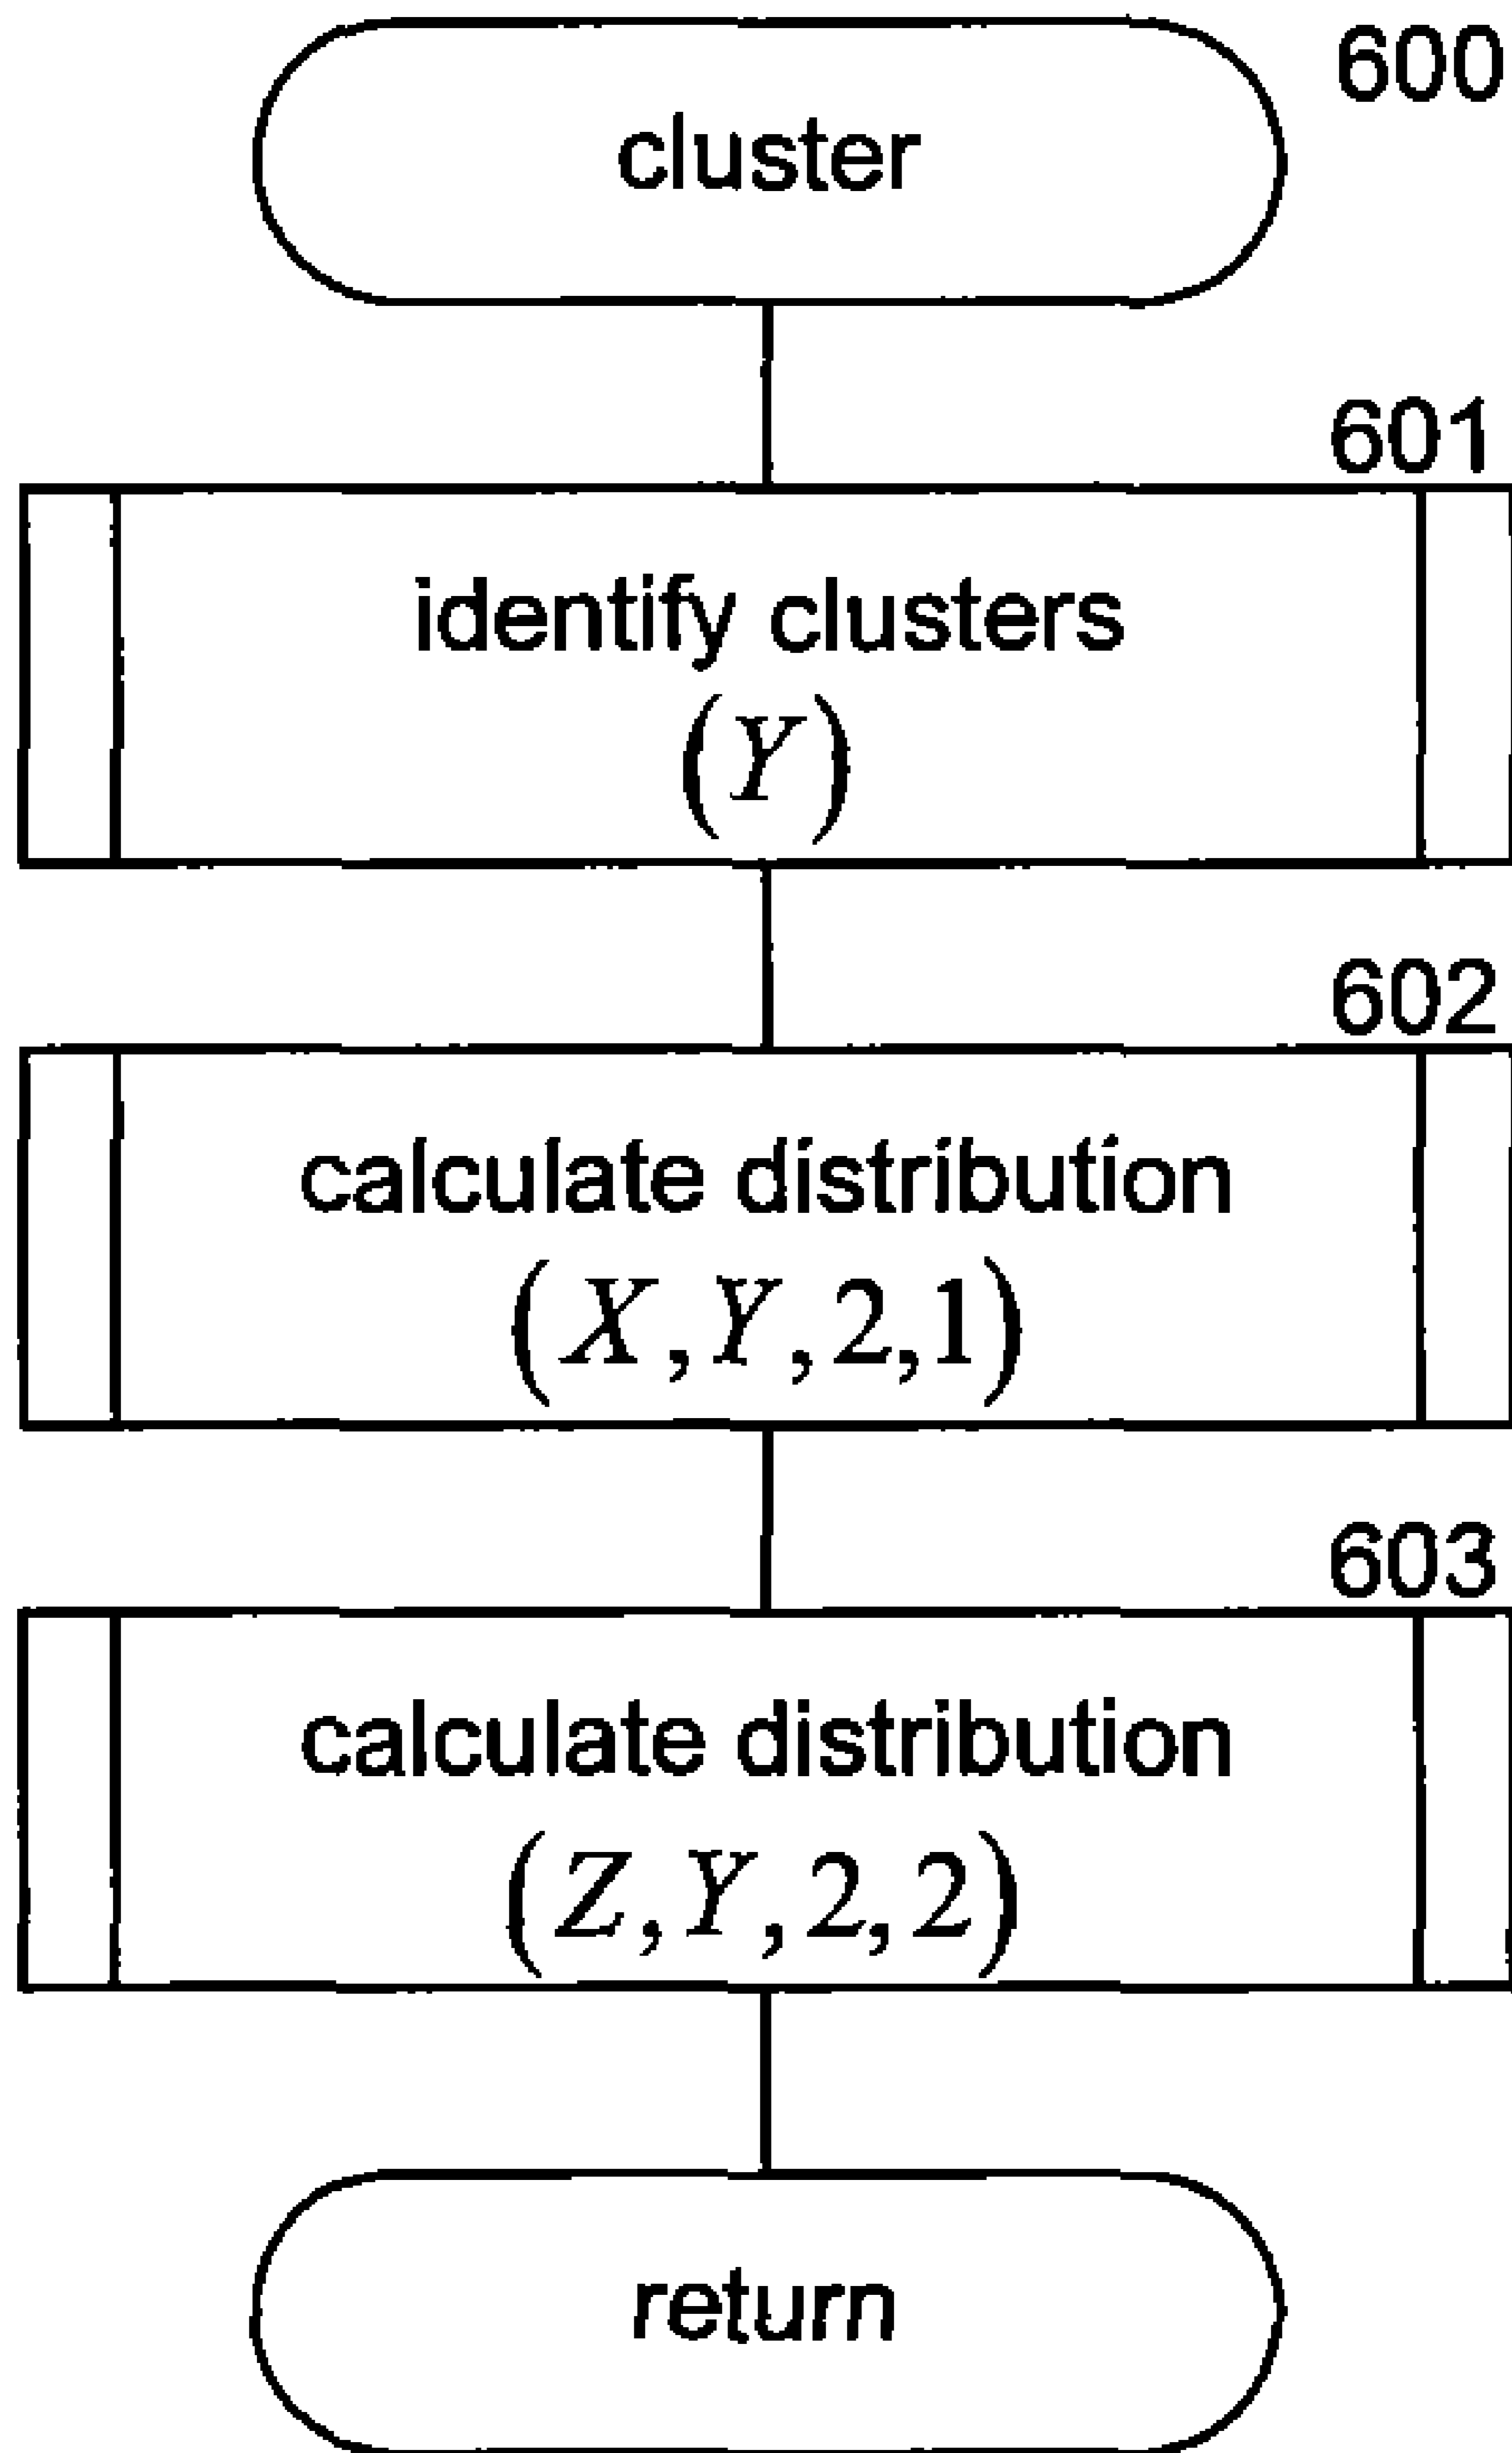 600
cluster
601
identify clusters
(Y)
602
calculate distribution
(X,Y,2,1)
603
calculate distribution
(Z,Y,2,2)
return